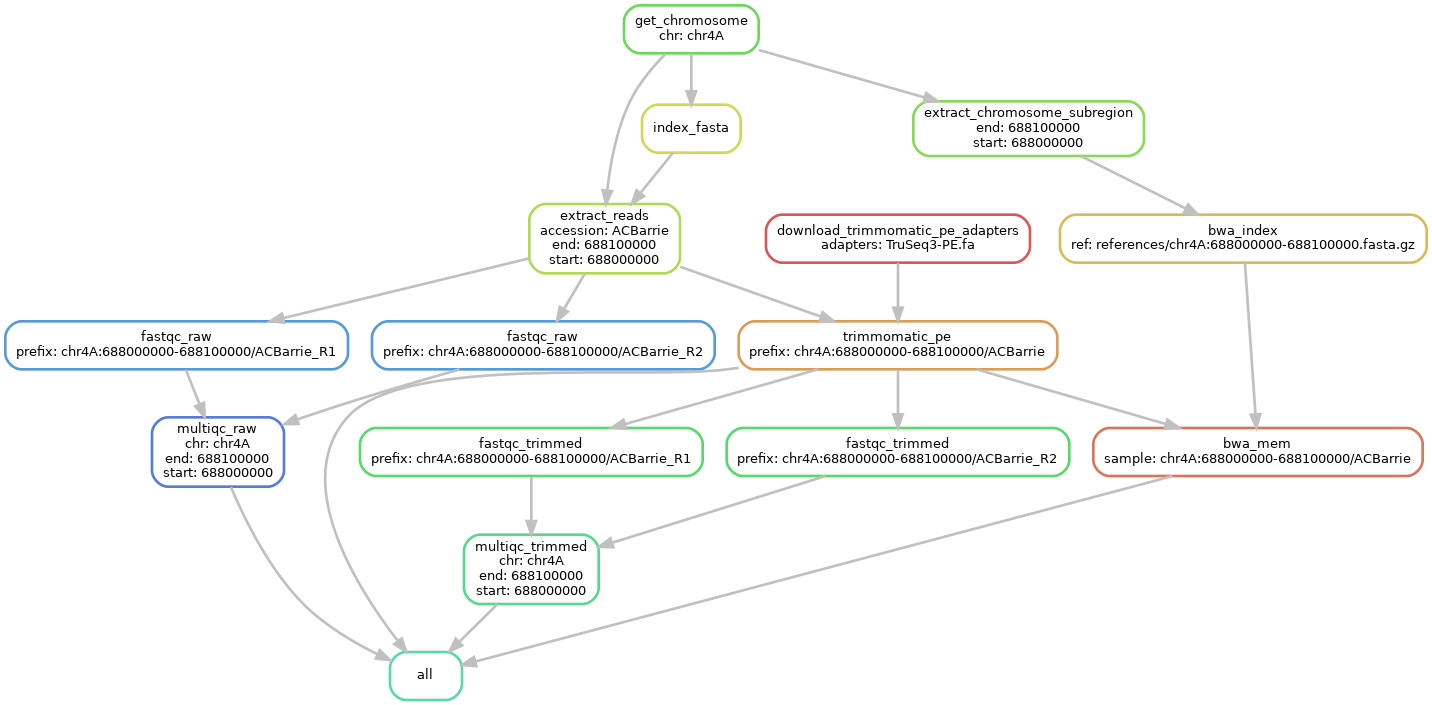 get_chromosome
chr: chr4A
index_fasta
extract_chromosome_subregion
end: 688100000
start: 688000000
extract_reads
accession: ACBarrie
end: 688100000
start: 688000000
download_trimmomatic_pe_adapters
adapters: TruSeq3-PE.fa
bwa_index
ref: references/chr4A:688000000-688100000.fasta.gz
fastqc_raw
prefix: chr4A:688000000-688100000/ACBarrie_R1
fastqc_raw
prefix: chr4A:688000000-688100000/ACBarrie_R2
trimmomatic_pe
prefix: chr4A:688000000-688100000/ACBarrie
multiqc_raw
chr: chr4A
end: 688100000
start: 688000000
fastqc_trimmed
prefix: chr4A:688000000-688100000/ACBarrie_R1
fastqc_trimmed
prefix: chr4A:688000000-688100000/ACBarrie_R2
bwa_mem
sample: chr4A:688000000-688100000/ACBarrie
multiqc_trimmed
chr: chr4A
end: 688100000
start: 688000000
all